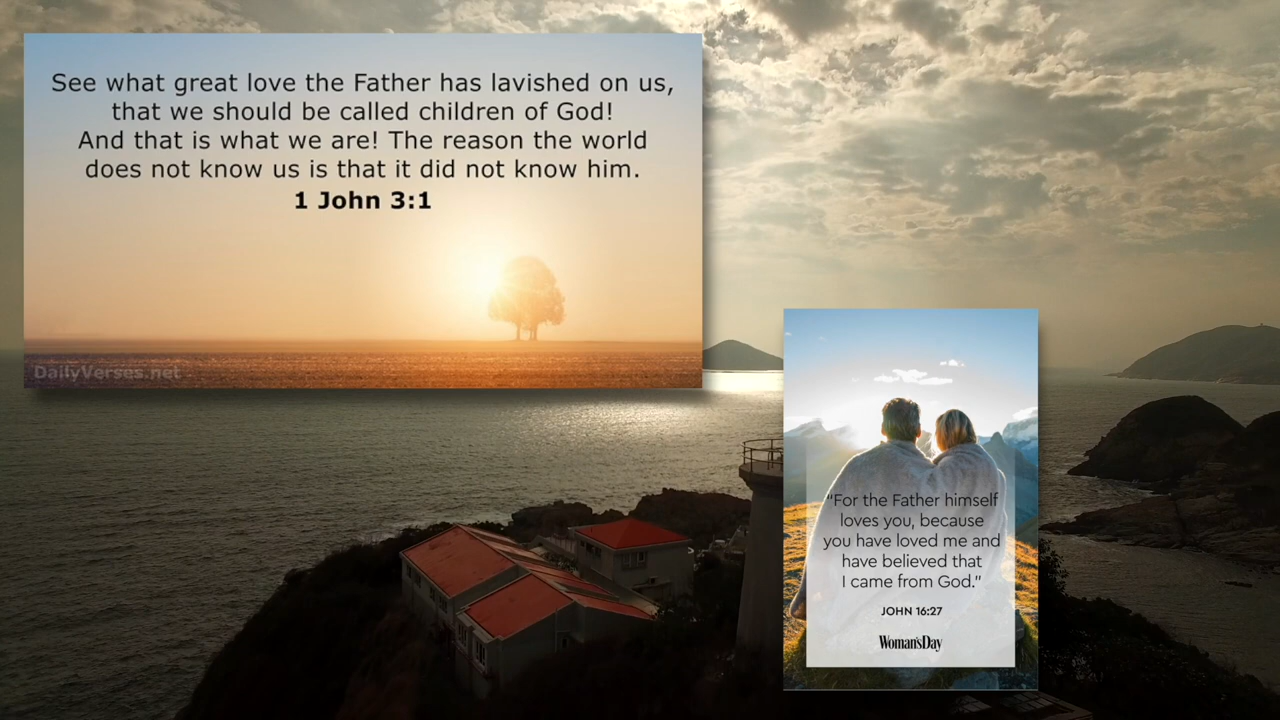 See what great love the Father has lavished on us,
that we should be called children of God!
And that is what we are! The reason the world
does not know us is that it did not know him.
1 John 3:1
DailyVerses.net
"For the Father himself
loves you, because
you have loved me and
have believed that
I came from God."
JOHN 16:27
Woman'sDay